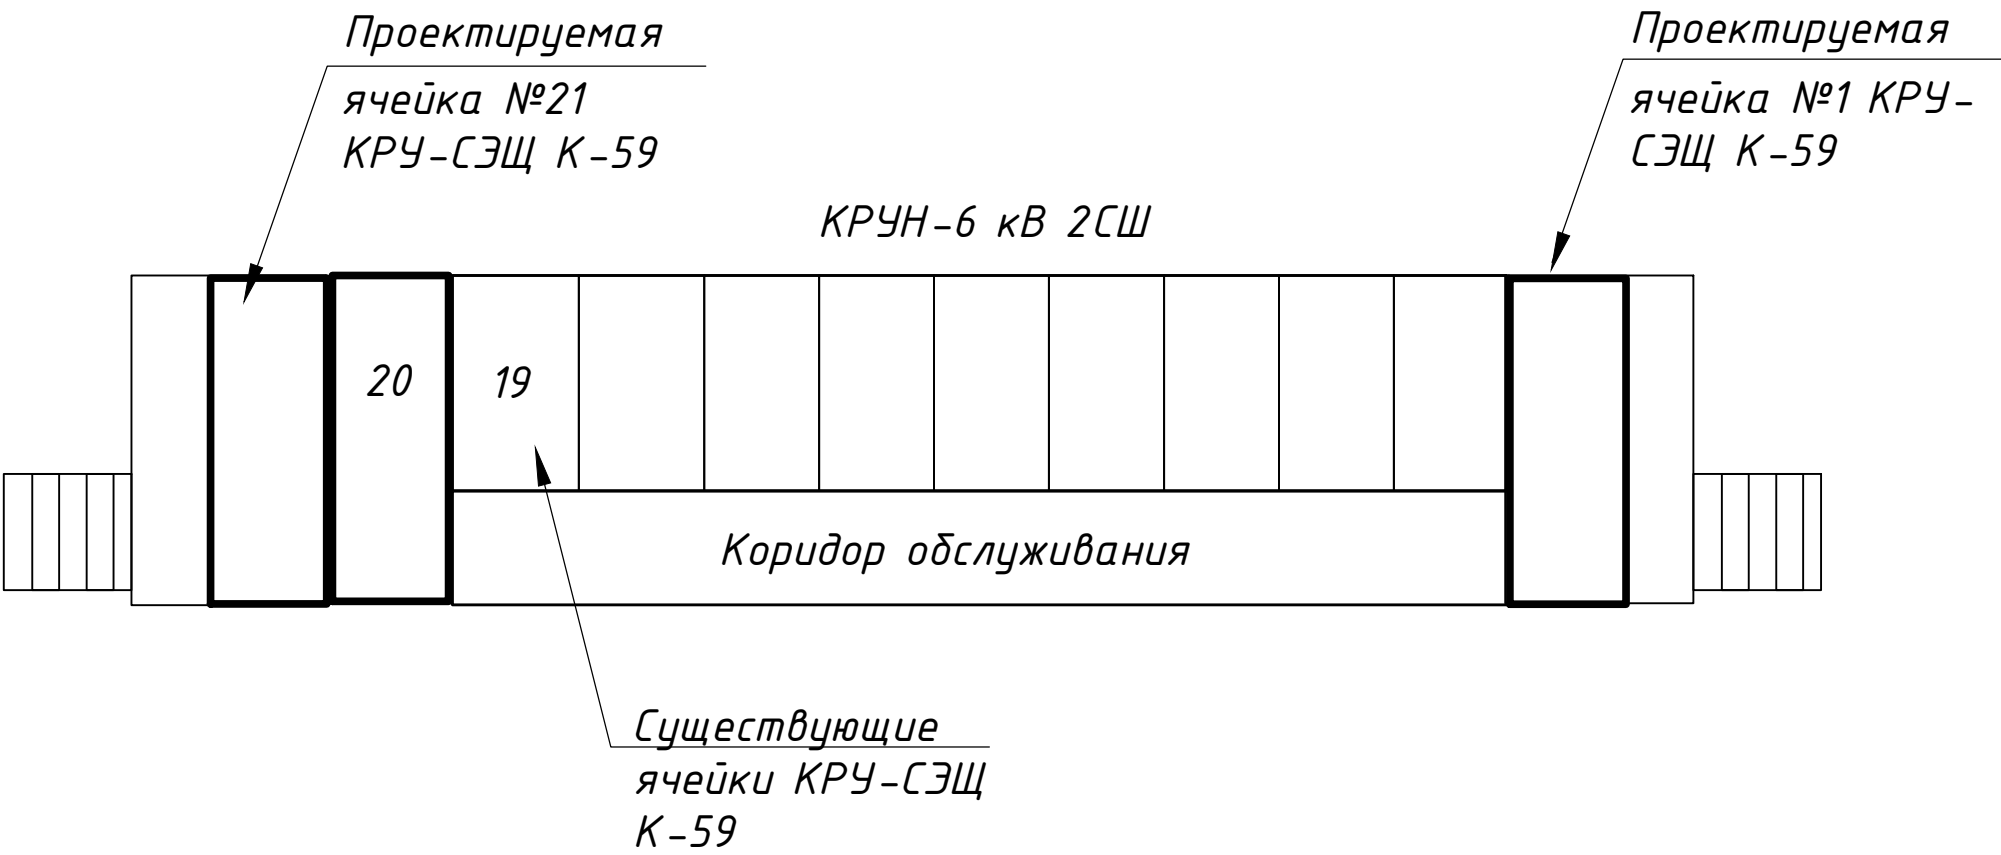 Проектируемая
ячейка №21
КРУ-СЭЩ К-59
Проектируемая
ячейка №1 КРУ-
СЭЩ К-59
КРУН-6 кВ 2СШ
20
19
Коридор обслуживания
Существующие
ячейки КРУ-СЭЩ
К-59